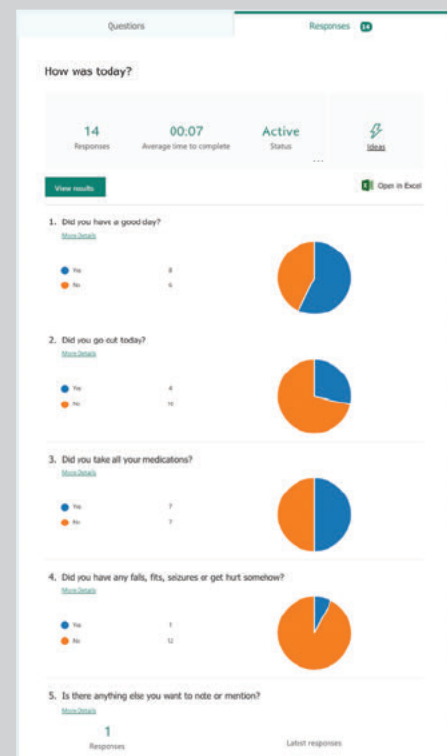 Questions
Responses 14
How was today?
14
Responses
00:07
Average time to complete
Active
Status
...
Ideas
View results
Open in Excel
1. Did you have a good day?
More Details
Yes 8
No 6
2. Did you go out today?
More Details
Yes 4
No 10
3. Did you take all your medications?
More Details
Yes 7
No 7
4. Did you have any falls, fits, seizures or get hurt somehow?
More Details
Yes 1
No 12
5. Is there anything else you want to note or mention?
More Details
1
Responses
Latest responses